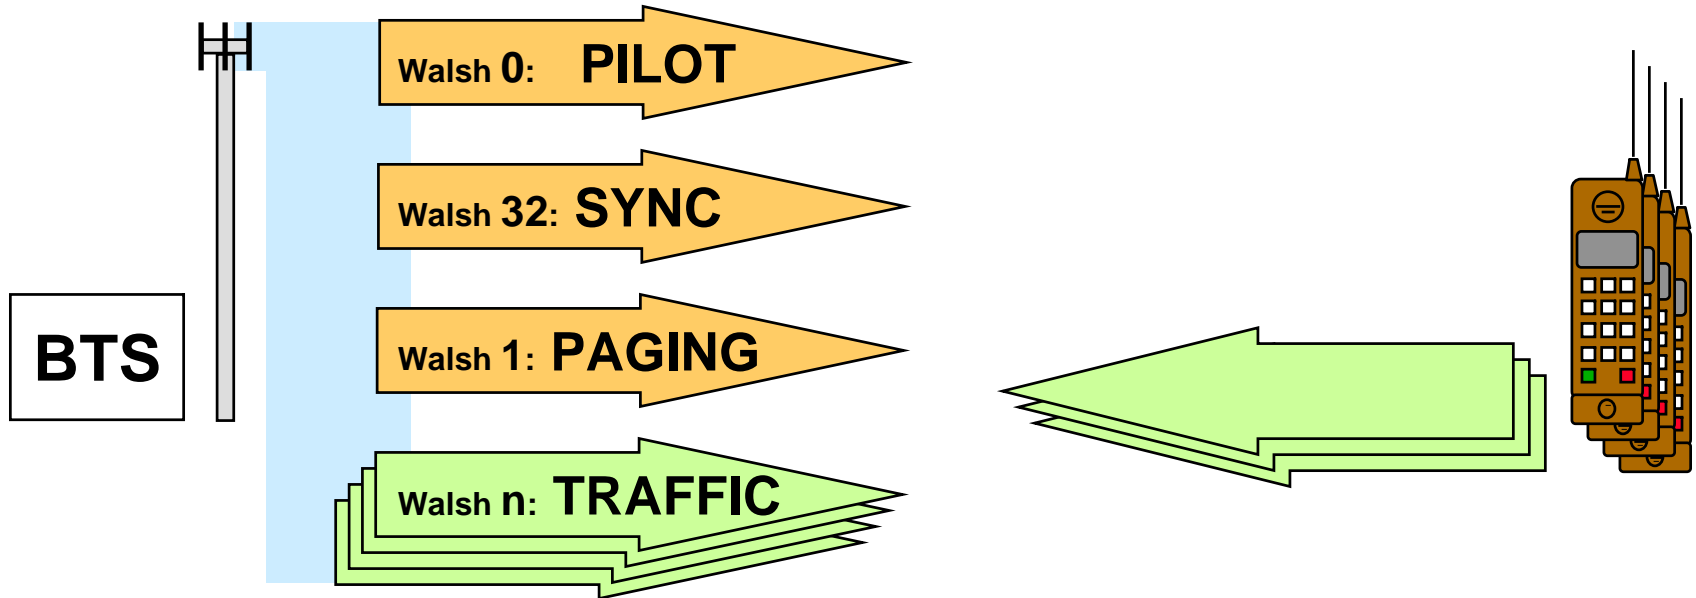 Walsh 0: PILOT
Walsh 32: SYNC
BTS
Walsh 1: PAGING
Walsh n: TRAFFIC